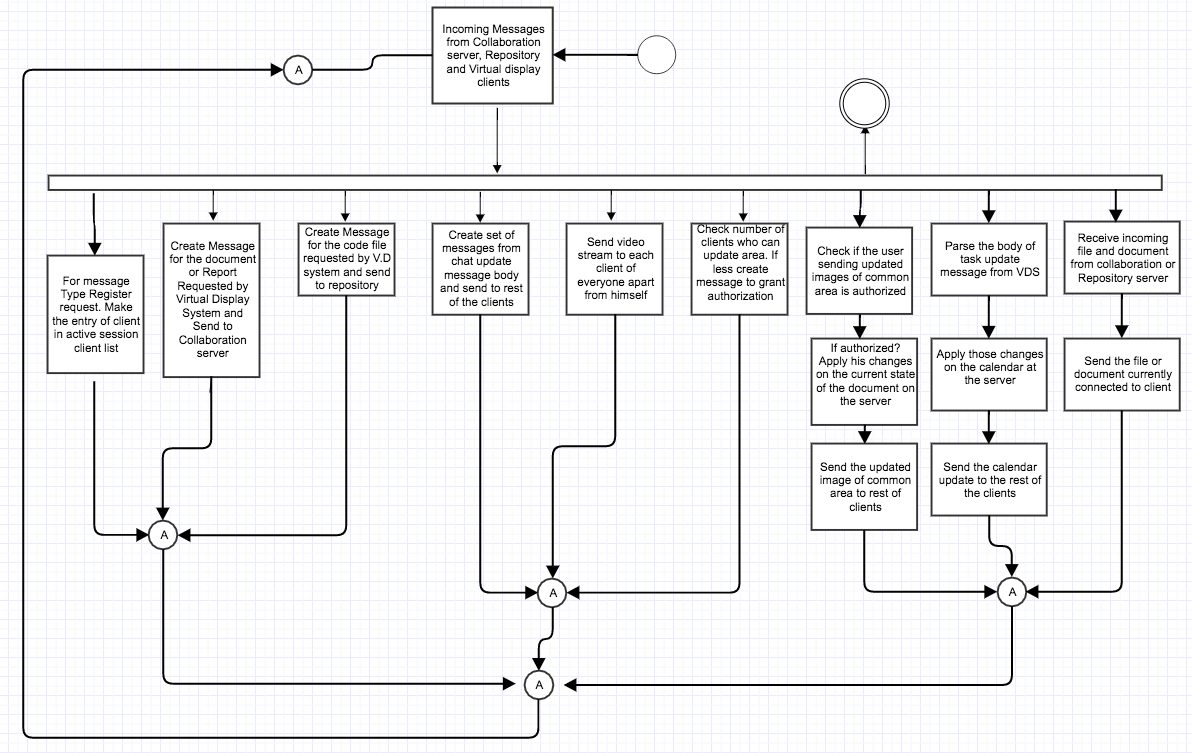 Incoming Messages
from Collaboration
server, Repository
and Virtual display
clients
A
For message
Type Register
request. Make
the entry of client
in active session
client list
Create Message
for the document
or Report
Requested by
Virtual Display
System and
Send to
Collaboration
server
Create Message
for the code file
requested by V.D
system and send
to repository
Create set of
messages from
chat update
message body
and send to rest
of the clients
Send video
stream to each
client of
everyone apart
from himself
Check number of
clients who can
update area. If
less create
message to grant
authorization
Check if the user
sending updated
images of common
area is authorized
Parse the body of
task update
message from VDS
Receive incoming
file and document
from collaboration or
Repository server
If authorized?
Apply his changes
on the current state
of the document on
the server
Apply those changes
on the calendar at
the server
Send the file or
document currently
connected to client
Send the updated
image of common
area to rest of
clients
Send the calendar
update to the rest of
the clients
A
A
A
A